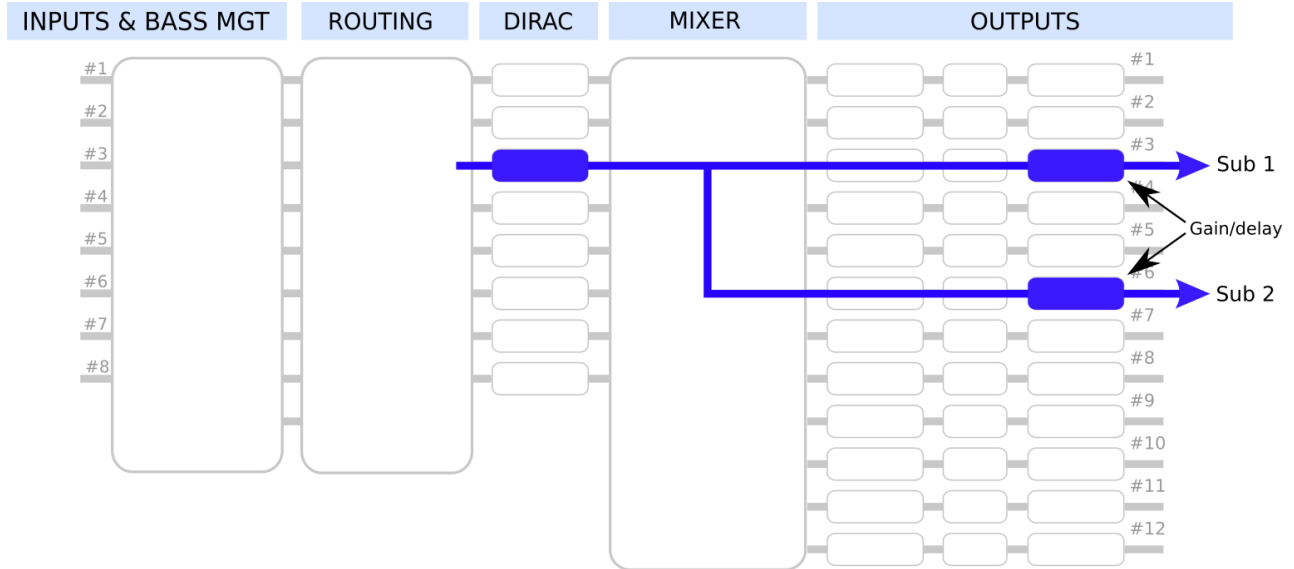 INPUTS & BASS MGT
ROUTING
DIRAC
MIXER
OUTPUTS
#1
#2
#3
#4
#5
#6
#7
#8
#1
#2
#3
Sub 1
#4
#5
Gain/delay
#6
Sub 2
#7
#8
#9
#10
#11
#12